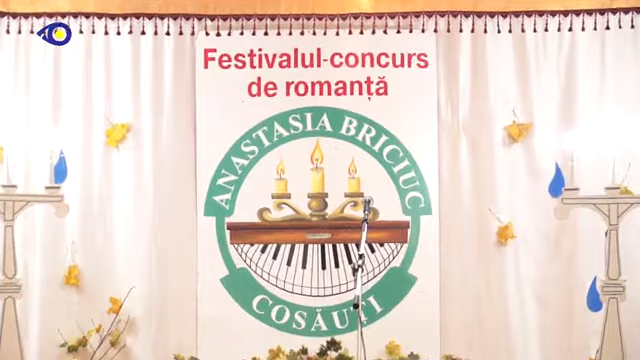 Festivalul-concurs
de romanță
ANASTASIA BRICIUC
COSĂUȚI